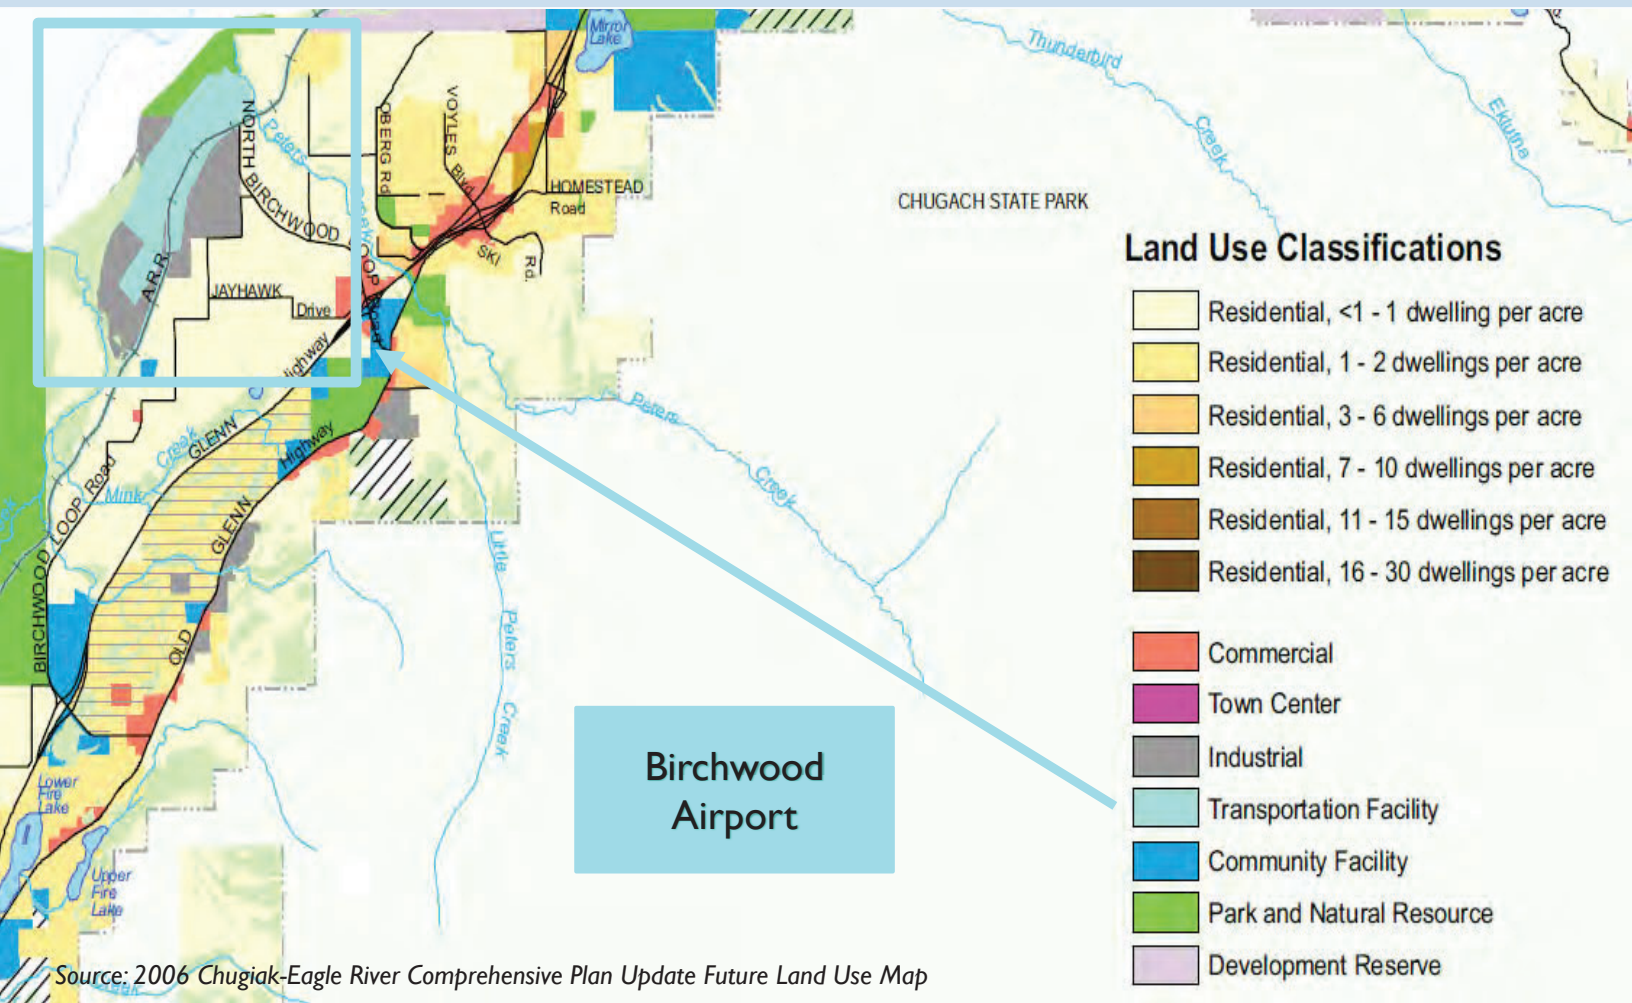 Mirror
Lake
Thunderbird
Creek
Eklutna
NORTH BIRCHWOOD LOOP Road
Peters
Creek
OBERG Rd.
VOYLES Blvd.
HOMESTEAD
Road
SKI
Rd.
CHUGACH STATE PARK
A.R.R.
JAYHAWK
Drive
GLENN
Highway
Peters
Creek
Mink
Creek
BIRCHWOOD LOOP Road
OLD
GLENN
Highway
Little
Peters
Creek
Lower
Fire
Lake
Upper
Fire
Lake
Creek
Birchwood
Airport
Land Use Classifications
Residential, <1 - 1 dwelling per acre
Residential, 1 - 2 dwellings per acre
Residential, 3 - 6 dwellings per acre
Residential, 7 - 10 dwellings per acre
Residential, 11 - 15 dwellings per acre
Residential, 16 - 30 dwellings per acre
Commercial
Town Center
Industrial
Transportation Facility
Community Facility
Park and Natural Resource
Development Reserve
Source: 2006 Chugiak-Eagle River Comprehensive Plan Update Future Land Use Map